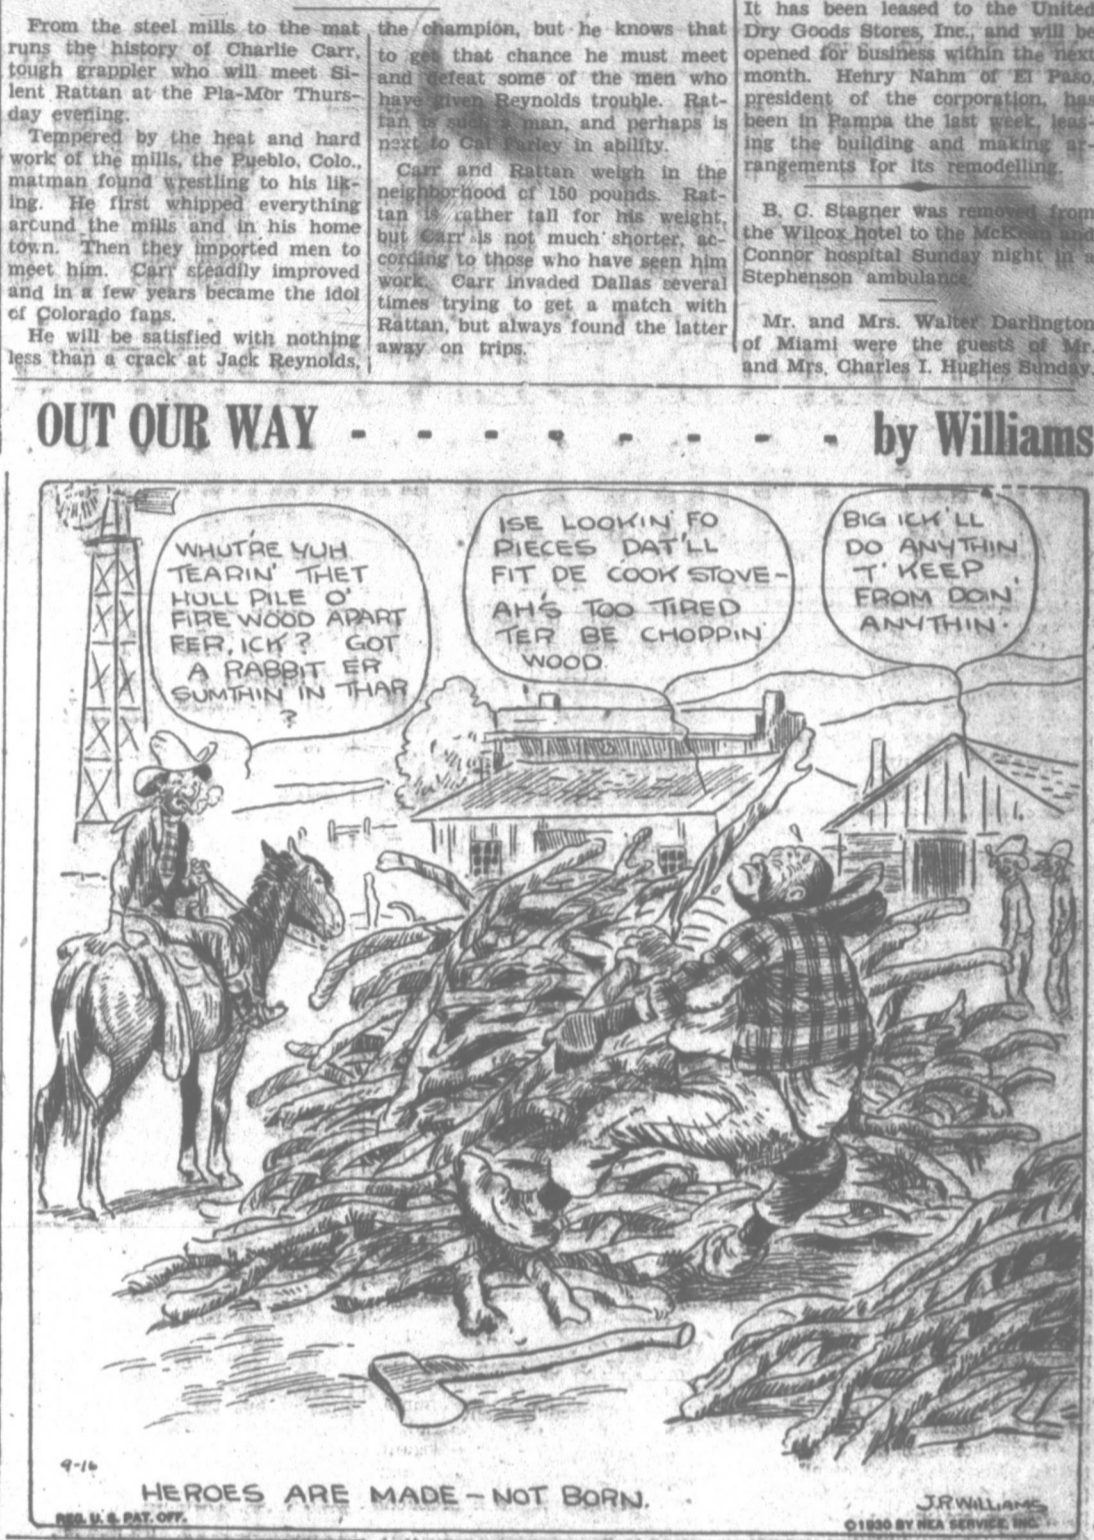 From the steel mills to the mat
runs the history of Charlie Carr,
tough grappler who will meet Si-
lent Rattan at the Pla-Mor Thurs-
day evening.
Tempered by the heat and hard
work of the mills, the Pueblo, Colo.,
matman found wrestling to his lik-
ing. He first whipped everything
around the mills and in his home
town. Then they imported men to
meet him. Carr steadily improved
and in a few years became the idol
of Colorado fans.
He will be satisfied with nothing
less than a crack at Jack Reynolds,
the champion, but he knows that
to get that chance he must meet
and defeat some of the men who
have given Reynolds trouble. Rat-
tan is such a man, and perhaps is
next to Cal Farley in ability.
Carr and Rattan weigh in the
neighborhood of 150 pounds. Rat-
tan is rather tall for his weight,
but Carr is not much shorter, ac-
cording to those who have seen him
work. Carr invaded Dallas several
times trying to get a match with
Rattan, but always found the latter
away on trips.
It has been leased to the United
Dry Goods Stores, Inc., and will be
opened for business within the next
month. Henry Nahm of El Paso,
president of the corporation, has
been in Pampa the last week, leas-
ing the building and making ar-
rangements for its remodelling.
B. C. Stagner was removed from
the Wilcox hotel to the McKean and
Connor hospital Sunday night in a
Stephenson ambulance.
Mr. and Mrs. Walter Darlington
of Miami were the guests of Mr.
and Mrs. Charles I. Hughes Sunday.
OUT OUR WAY - - - - - - - - by Williams
WHUT'RE YUH
TEARIN' THET
HULL PILE O'
FIRE WOOD APART
FER, ICK? GOT
A RABBIT ER
SUMTHIN' IN THAR
?
ISE LOOKIN' FO
PIECES DAT'LL
FIT DE COOK STOVE-
AH'S TOO TIRED
TER BE CHOPPIN'
WOOD.
BIG ICK'LL
DO ANYTHIN'
T' KEEP
FROM DOIN'
ANYTHIN'.
9-16
HEROES ARE MADE - NOT BORN.
J.R. WILLIAMS
REG. U. S. PAT. OFF.
©1930 BY NEA SERVICE, INC.